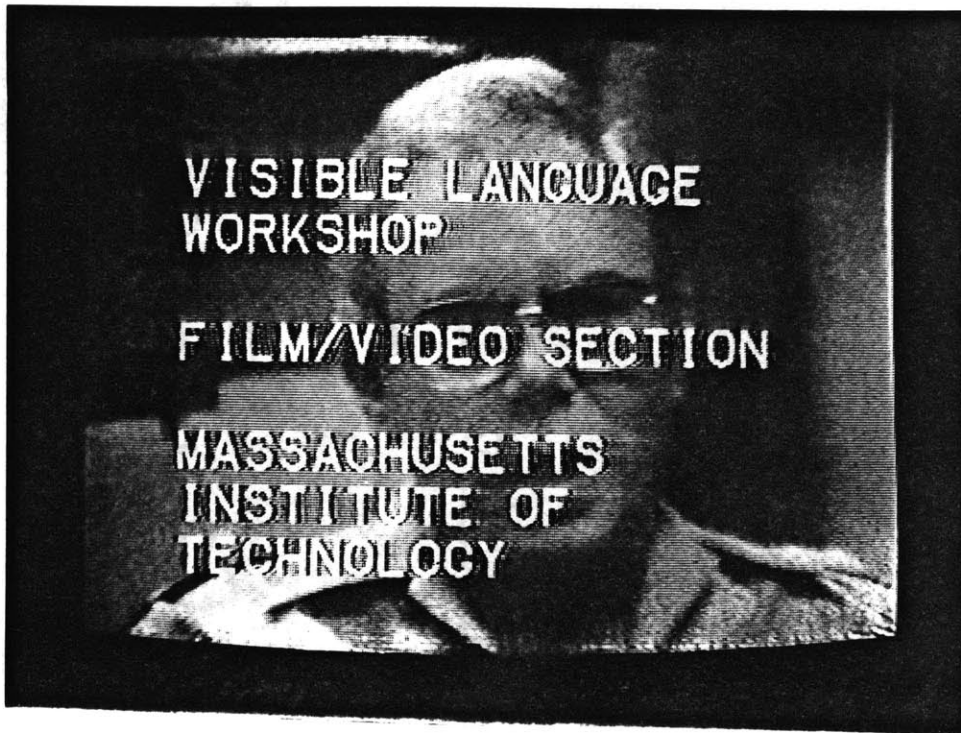 VISIBLE LANGUAGE
WORKSHOP
FILM/VIDEO SECTION
MASSACHUSETTS
INSTITUTE OF
TECHNOLOGY